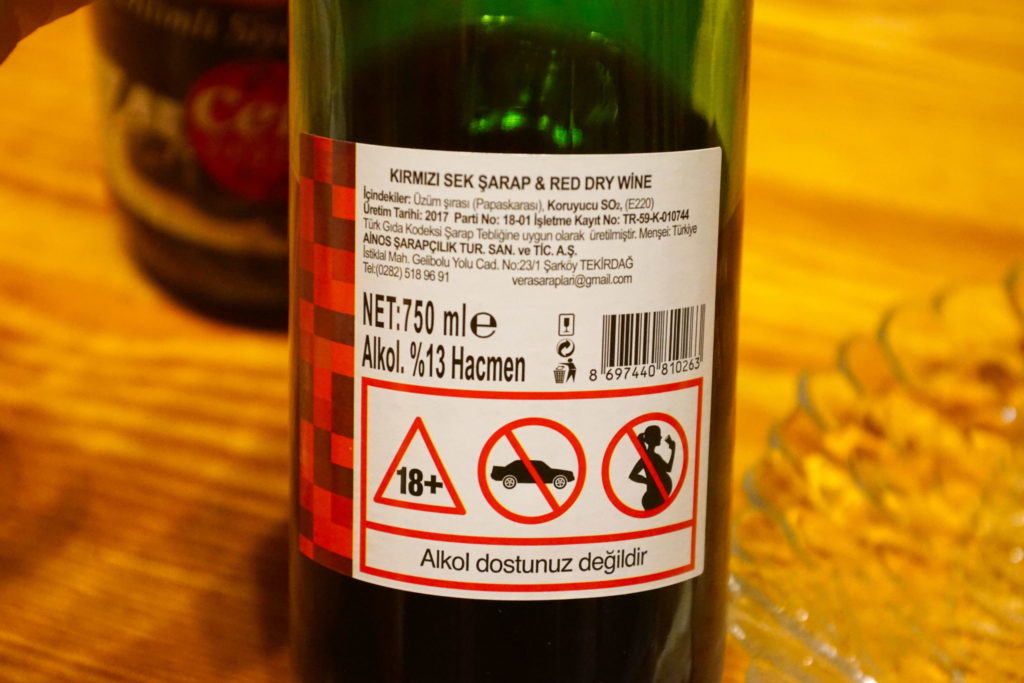 KIRMIZI SEK ŞARAP & RED DRY WİNE
İçindekiler: Üzüm şırası (Papaskarası), Koruyucu SO₂, (E220)
Üretim Tarihi: 2017 Parti No: 18-01 İşletme Kayıt No: TR-59-K-010744
Türk Gıda Kodeksi Şarap Tebliğine uygun olarak üretilmiştir. Menşei: Türkiye
AİNOS ŞARAPÇILIK TUR. SAN. ve TİC. A.Ş.
İstiklal Mah. Gelibolu Yolu Cad. No:23/1 Şarköy TEKİRDAĞ
Tel:(0282) 518 96 91 verasaraplari@gmail.com
NET:750 ml e
Alkol. %13 Hacmen
8 697440 810263
18+
Alkol dostunuz değildir